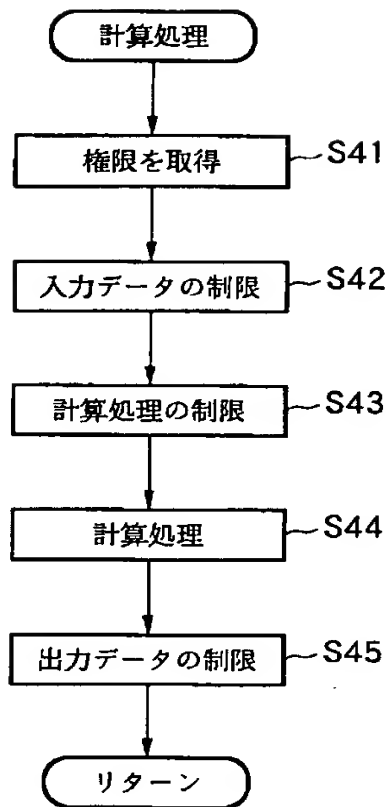 計算処理
権限を取得 S41
入力データの制限 S42
計算処理の制限 S43
計算処理 S44
出力データの制限 S45
リターン